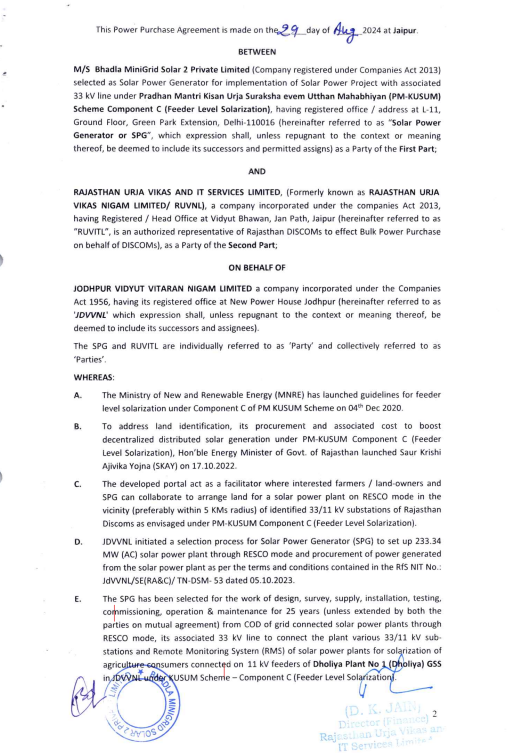 This Power Purchase Agreement is made on the 29 day of Aug 2024 at Jaipur.
BETWEEN
M/S Bhadla MiniGrid Solar 2 Private Limited (Company registered under Companies Act 2013)
selected as Solar Power Generator for implementation of Solar Power Project with associated
33 kV line under Pradhan Mantri Kisan Urja Suraksha evem Utthan Mahabhiyan (PM-KUSUM)
Scheme Component C (Feeder Level Solarization), having registered office / address at L-11,
Ground Floor, Green Park Extension, Delhi-110016 (hereinafter referred to as "Solar Power
Generator or SPG", which expression shall, unless repugnant to the context or meaning
thereof, be deemed to include its successors and permitted assigns) as a Party of the First Part;
AND
RAJASTHAN URJA VIKAS AND IT SERVICES LIMITED, (Formerly known as RAJASTHAN URJA
VIKAS NIGAM LIMITED/ RUVNL), a company incorporated under the companies Act 2013,
having Registered / Head Office at Vidyut Bhawan, Jan Path, Jaipur (hereinafter referred to as
"RUVITL", is an authorized representative of Rajasthan DISCOMs to effect Bulk Power Purchase
on behalf of DISCOMs), as a Party of the Second Part;
ON BEHALF OF
JODHPUR VIDYUT VITARAN NIGAM LIMITED a company incorporated under the Companies
Act 1956, having its registered office at New Power House Jodhpur (hereinafter referred to as
'JDVVNL' which expression shall, unless repugnant to the context or meaning thereof, be
deemed to include its successors and assignees).
The SPG and RUVITL are individually referred to as 'Party' and collectively referred to as
'Parties'.
WHEREAS:
A. The Ministry of New and Renewable Energy (MNRE) has launched guidelines for feeder
level solarization under Component C of PM KUSUM Scheme on 04th Dec 2020.
B. To address land identification, its procurement and associated cost to boost
decentralized distributed solar generation under PM-KUSUM Component C (Feeder
Level Solarization), Hon'ble Energy Minister of Govt. of Rajasthan launched Saur Krishi
Ajivika Yojna (SKAY) on 17.10.2022.
C. The developed portal act as a facilitator where interested farmers / land-owners and
SPG can collaborate to arrange land for a solar power plant on RESCO mode in the
vicinity (preferably within 5 KMs radius) of identified 33/11 kV substations of Rajasthan
Discoms as envisaged under PM-KUSUM Component C (Feeder Level Solarization).
D. JDVVNL initiated a selection process for Solar Power Generator (SPG) to set up 233.34
MW (AC) solar power plant through RESCO mode and procurement of power generated
from the solar power plant as per the terms and conditions contained in the RfS NIT No.:
JdVVNL/SE(RA&C)/ TN-DSM- 53 dated 05.10.2023.
E. The SPG has been selected for the work of design, survey, supply, installation, testing,
commissioning, operation & maintenance for 25 years (unless extended by both the
parties on mutual agreement) from COD of grid connected solar power plants through
RESCO mode, its associated 33 kV line to connect the plant various 33/11 kV sub-
stations and Remote Monitoring System (RMS) of solar power plants for solarization of
agriculture consumers connected on 11 kV feeders of Dholiya Plant No 1 (Dholiya) GSS
in JDVVNL under KUSUM Scheme – Component C (Feeder Level Solarization).
BHADLA MINIGRID SOLAR 2 PRIVATE LIMITED
(D. K. JAIN)
2
Director (Finance)
Rajasthan Urja Vikas an
IT Services Limite